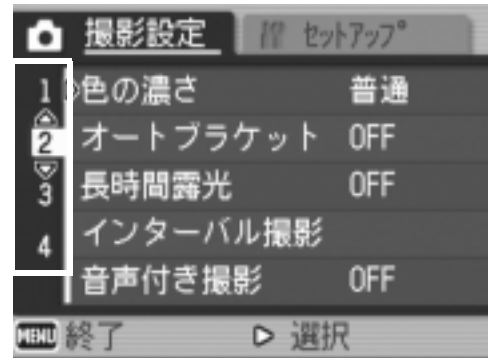 撮影設定 セットアップ
1 色の濃さ 普通
2 オートブラケット OFF
3 長時間露光 OFF
4 インターバル撮影
音声付き撮影 OFF
MENU 終了 選択